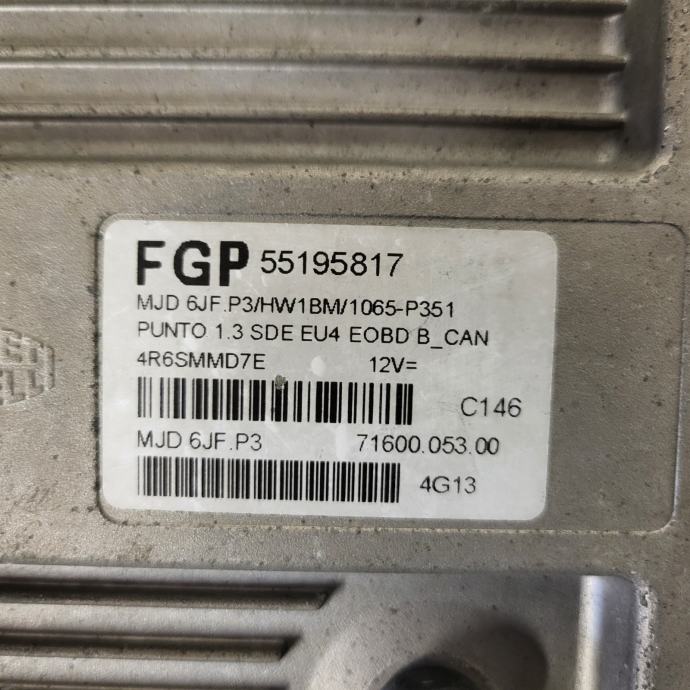 FGP 55195817
MJD 6JF.P3/HW1BM/1065-P351
PUNTO 1.3 SDE EU4 EOBD B_CAN
4R6SMMD7E 12V=
C146
MJD 6JF.P3 71600.053.00
4G13